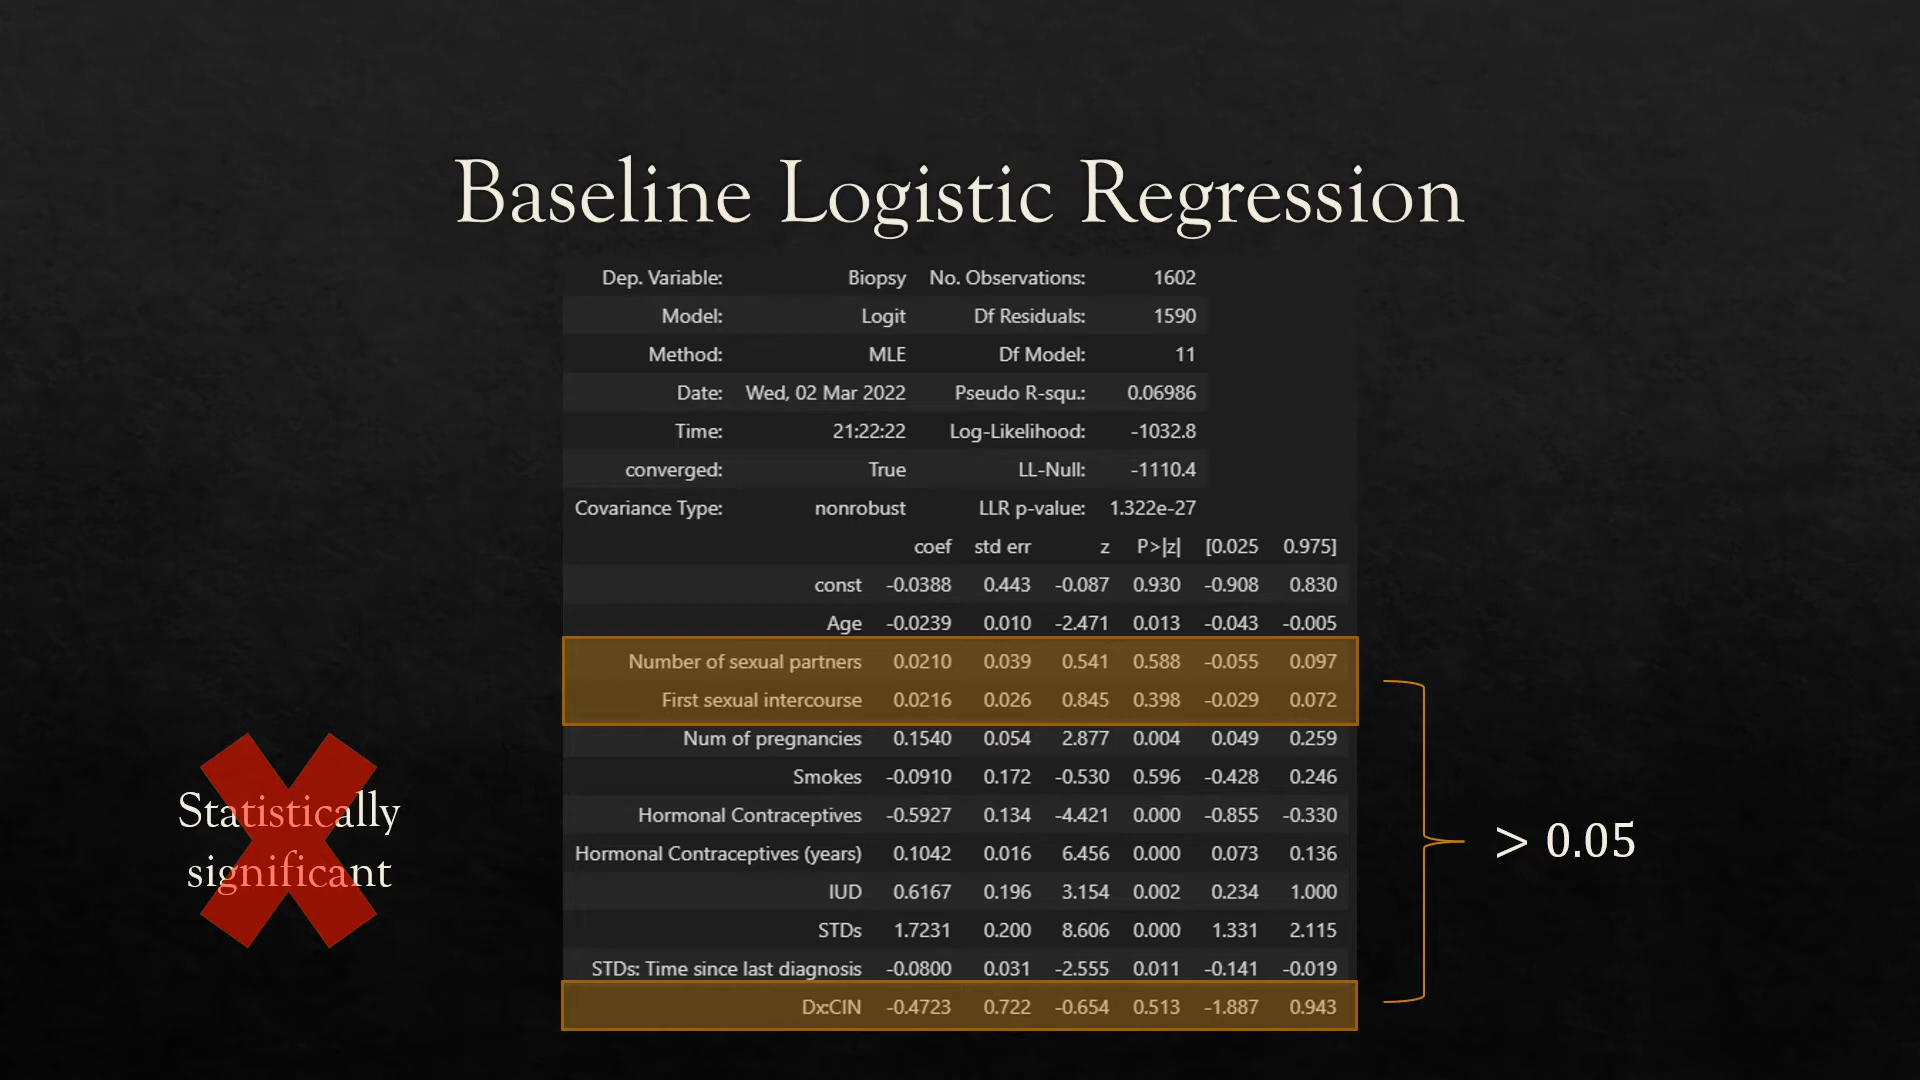 Baseline Logistic Regression
Dep. Variable: Biopsy No. Observations: 1602
Model: Logit Df Residuals: 1590
Method: MLE Df Model: 11
Date: Wed, 02 Mar 2022 Pseudo R-squ.: 0.06986
Time: 21:22:22 Log-Likelihood: -1032.8
converged: True LL-Null: -1110.4
Covariance Type: nonrobust LLR p-value: 1.322e-27
coef std err z P>|z| [0.025 0.975]
const -0.0388 0.443 -0.087 0.930 -0.908 0.830
Age -0.0239 0.010 -2.471 0.013 -0.043 -0.005
Number of sexual partners 0.0210 0.039 0.541 0.588 -0.055 0.097
First sexual intercourse 0.0216 0.026 0.845 0.398 -0.029 0.072
Num of pregnancies 0.1540 0.054 2.877 0.004 0.049 0.259
Smokes -0.0910 0.172 -0.530 0.596 -0.428 0.246
Hormonal Contraceptives -0.5927 0.134 -4.421 0.000 -0.855 -0.330
Hormonal Contraceptives (years) 0.1042 0.016 6.456 0.000 0.073 0.136
IUD 0.6167 0.196 3.154 0.002 0.234 1.000
STDs 1.7231 0.200 8.606 0.000 1.331 2.115
STDs: Time since last diagnosis -0.0800 0.031 -2.555 0.011 -0.141 -0.019
Dx:CIN -0.4723 0.722 -0.654 0.513 -1.887 0.943
Statistically
significant
> 0.05